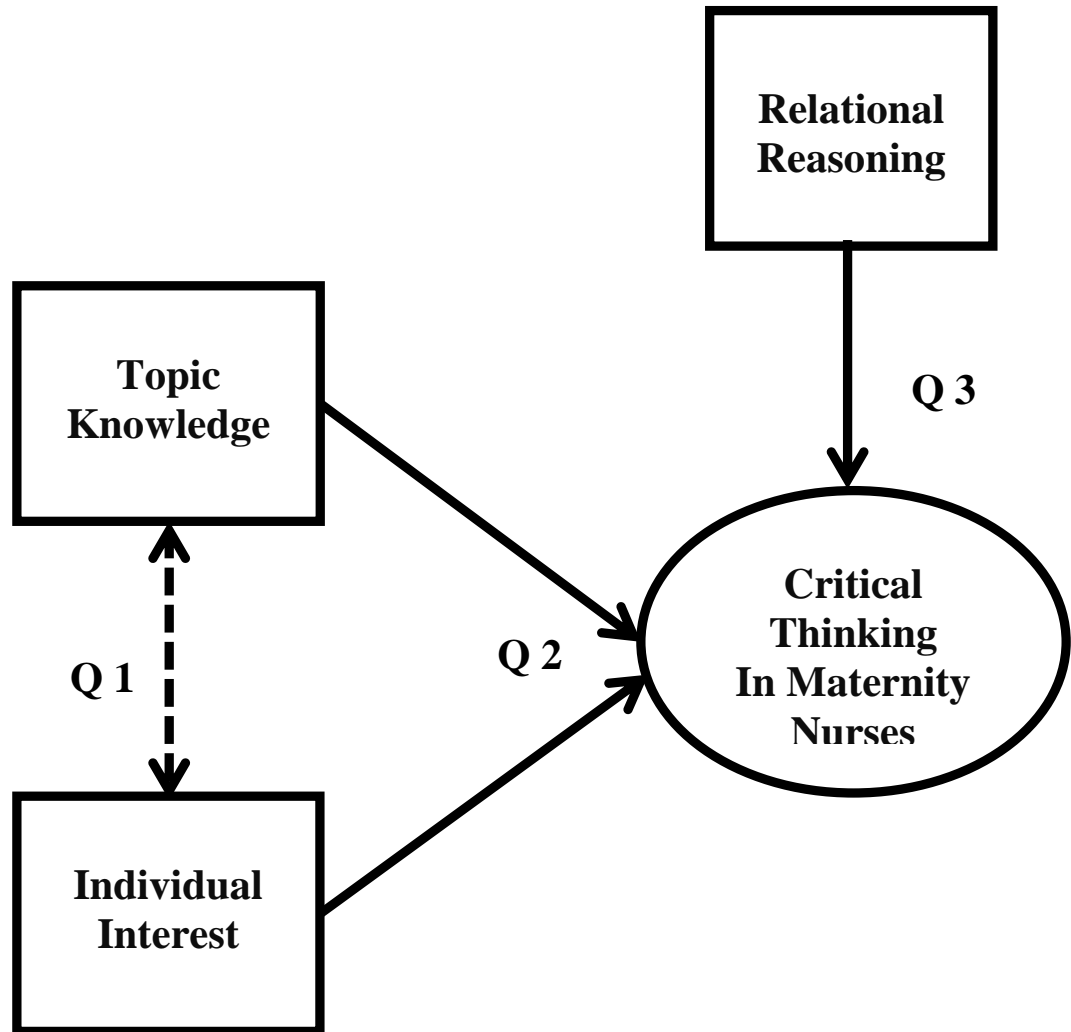 Relational
Reasoning
Topic
Knowledge
Q 3
Critical
Thinking
In Maternity
Nurses
Q 2
Q 1
Individual
Interest